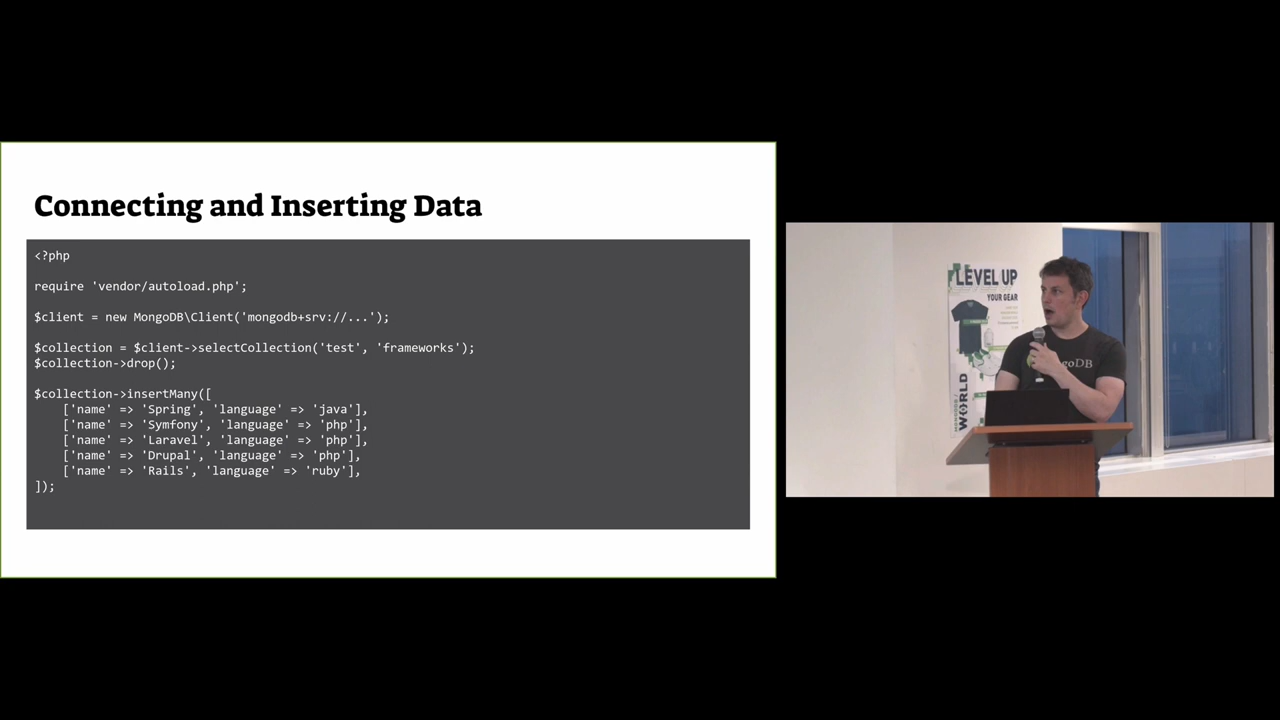 Connecting and Inserting Data
<?php
require 'vendor/autoload.php';
$client = new MongoDB\Client('mongodb+srv://...');
$collection = $client->selectCollection('test', 'frameworks');
$collection->drop();
$collection->insertMany([
    ['name' => 'Spring', 'language' => 'java'],
    ['name' => 'Symfony', 'language' => 'php'],
    ['name' => 'Laravel', 'language' => 'php'],
    ['name' => 'Drupal', 'language' => 'php'],
    ['name' => 'Rails', 'language' => 'ruby'],
]);
LEVEL UP
YOUR GEAR
WORLD
goDB